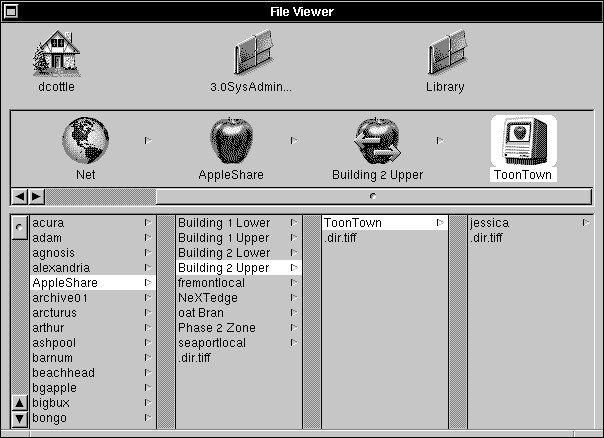 File Viewer
dcottle
3.0SysAdmin...
Library
Net
AppleShare
Building 2 Upper
ToonTown
acura
adam
agnosis
alexandria
AppleShare
archive01
arcturus
arthur
ashpool
barnum
beachhead
bgapple
bigbux
bongo
Building 1 Lower
Building 1 Upper
Building 2 Lower
Building 2 Upper
fremontlocal
NeXTedge
oat Bran
Phase 2 Zone
seaportlocal
.dir.tiff
ToonTown
.dir.tiff
jessica
.dir.tiff